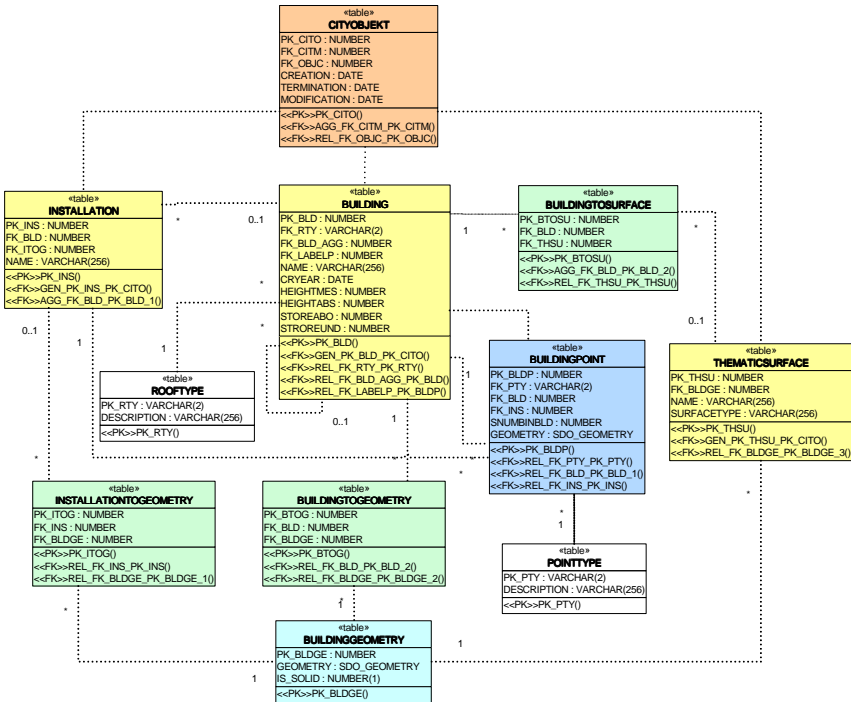 «table»
CITYOBJEKT
PK_CITO : NUMBER
FK_CITM : NUMBER
FK_OBJC : NUMBER
CREATION : DATE
TERMINATION : DATE
MODIFICATION : DATE
<<PK>>PK_CITO()
<<FK>>AGG_FK_CITM_PK_CITM()
<<FK>>REL_FK_OBJC_PK_OBJC()
«table»
INSTALLATION
PK_INS : NUMBER
FK_BLD : NUMBER
FK_ITOG : NUMBER
NAME : VARCHAR(256)
<<PK>>PK_INS()
<<FK>>GEN_PK_INS_PK_CITO()
<<FK>>AGG_FK_BLD_PK_BLD_1()
*
0..1
«table»
BUILDING
PK_BLD : NUMBER
FK_RTY : VARCHAR(2)
FK_BLD_AGG : NUMBER
FK_LABELP : NUMBER
NAME : VARCHAR(256)
CRYEAR : DATE
HEIGHTMES : NUMBER
HEIGHTABS : NUMBER
STOREABO : NUMBER
STROREUND : NUMBER
<<PK>>PK_BLD()
<<FK>>GEN_PK_BLD_PK_CITO()
<<FK>>REL_FK_RTY_PK_RTY()
<<FK>>REL_FK_BLD_AGG_PK_BLD()
<<FK>>REL_FK_LABELP_PK_BLDP()
1
*
«table»
BUILDINGTOSURFACE
PK_BTOSU : NUMBER
FK_BLD : NUMBER
FK_THSU : NUMBER
<<PK>>PK_BTOSU()
<<FK>>AGG_FK_BLD_PK_BLD_2()
<<FK>>REL_FK_THSU_PK_THSU()
*
0..1
*
*
0..1
1
1
1
0..1
1
«table»
ROOFTYPE
PK_RTY : VARCHAR(2)
DESCRIPTION : VARCHAR(256)
<<PK>>PK_RTY()
«table»
BUILDINGPOINT
PK_BLDP : NUMBER
FK_PTY : VARCHAR(2)
FK_BLD : NUMBER
FK_INS : NUMBER
SNUMBINBLD : NUMBER
GEOMETRY : SDO_GEOMETRY
<<PK>>PK_BLDP()
<<FK>>REL_FK_PTY_PK_PTY()
<<FK>>REL_FK_BLD_PK_BLD_1()
<<FK>>REL_FK_INS_PK_INS()
«table»
THEMATICSURFACE
PK_THSU : NUMBER
FK_BLDGE : NUMBER
NAME : VARCHAR(256)
SURFACETYPE : VARCHAR(256)
<<PK>>PK_THSU()
<<FK>>GEN_PK_THSU_PK_CITO()
<<FK>>REL_FK_BLDGE_PK_BLDGE_3()
*
*
*
*
*
«table»
INSTALLATIONTOGEOMETRY
PK_ITOG : NUMBER
FK_INS : NUMBER
FK_BLDGE : NUMBER
<<PK>>PK_ITOG()
<<FK>>REL_FK_INS_PK_INS()
<<FK>>REL_FK_BLDGE_PK_BLDGE_1()
«table»
BUILDINGTOGEOMETRY
PK_BTOG : NUMBER
FK_BLD : NUMBER
FK_BLDGE : NUMBER
<<PK>>PK_BTOG()
<<FK>>REL_FK_BLD_PK_BLD_2()
<<FK>>REL_FK_BLDGE_PK_BLDGE_2()
*
1
«table»
POINTTYPE
PK_PTY : VARCHAR(2)
DESCRIPTION : VARCHAR(256)
<<PK>>PK_PTY()
*
*
1
1
1
«table»
BUILDINGGEOMETRY
PK_BLDGE : NUMBER
GEOMETRY : SDO_GEOMETRY
IS_SOLID : NUMBER(1)
<<PK>>PK_BLDGE()